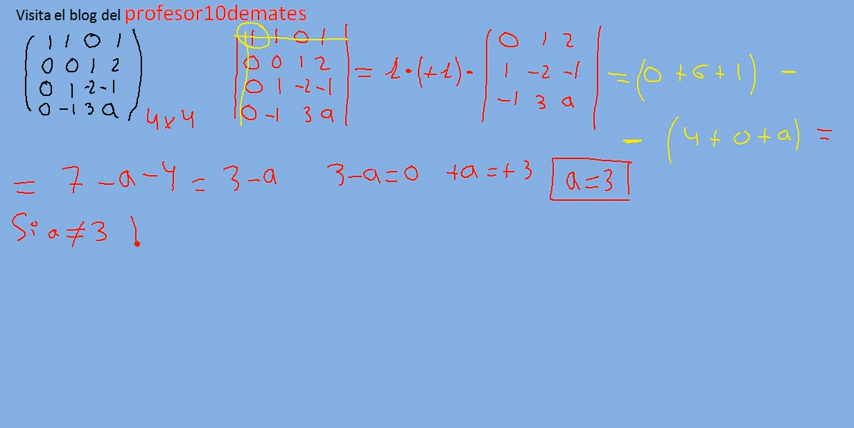 Visita el blog del profesor10demates
1 1 0 1
0 0 1 2
0 1 -2 -1
0 -1 3 a
4x4
1 1 0 1
0 0 1 2
0 1 -2 -1
0 -1 3 a
= 1·(+1)·
0 1 2
1 -2 -1
-1 3 a
= (0+6+1) -
- (4+0+a) =
= 7-a-4 = 3-a 3-a=0 +a=+3 a=3
Si a≠3